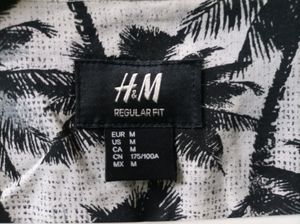 H&M
REGULAR FIT
EUR M
US M
CA M
CN 175/100A
MX M